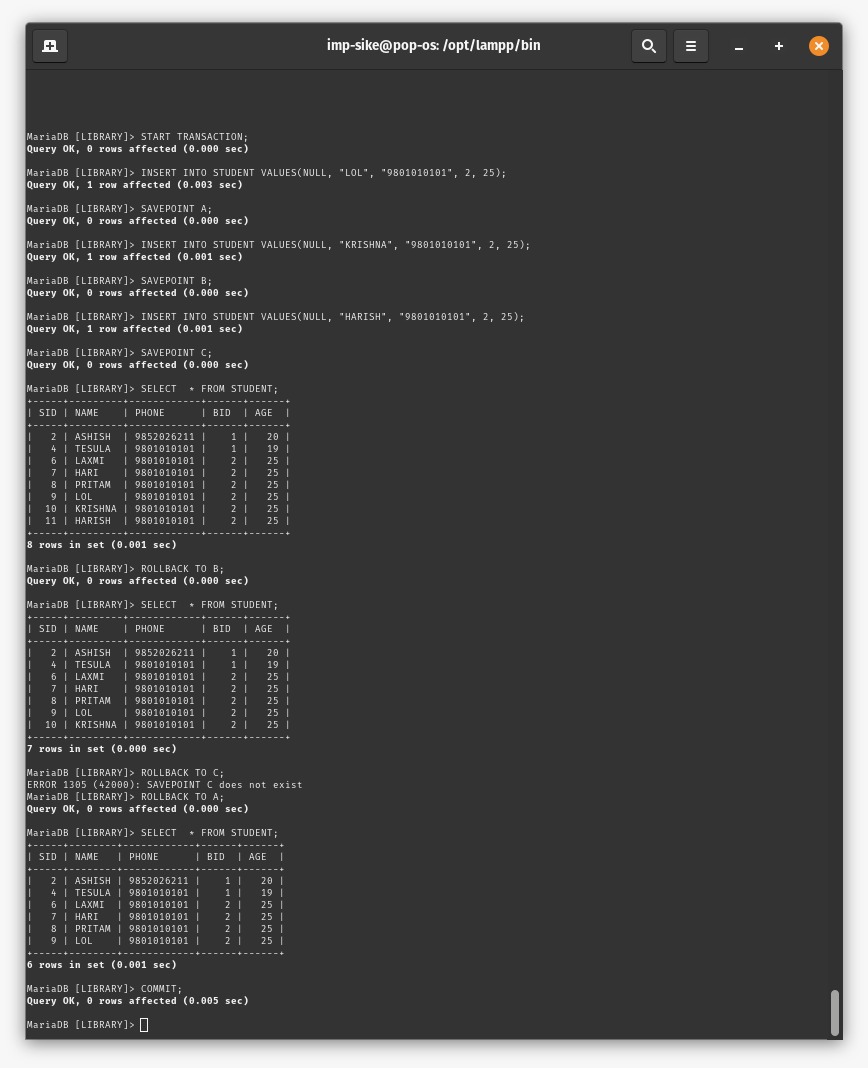 imp-sike@pop-os: /opt/lampp/bin
MariaDB [LIBRARY]> START TRANSACTION;
Query OK, 0 rows affected (0.000 sec)
MariaDB [LIBRARY]> INSERT INTO STUDENT VALUES(NULL, "LOL", "9801010101", 2, 25);
Query OK, 1 row affected (0.003 sec)
MariaDB [LIBRARY]> SAVEPOINT A;
Query OK, 0 rows affected (0.000 sec)
MariaDB [LIBRARY]> INSERT INTO STUDENT VALUES(NULL, "KRISHNA", "9801010101", 2, 25);
Query OK, 1 row affected (0.001 sec)
MariaDB [LIBRARY]> SAVEPOINT B;
Query OK, 0 rows affected (0.000 sec)
MariaDB [LIBRARY]> INSERT INTO STUDENT VALUES(NULL, "HARISH", "9801010101", 2, 25);
Query OK, 1 row affected (0.001 sec)
MariaDB [LIBRARY]> SAVEPOINT C;
Query OK, 0 rows affected (0.000 sec)
MariaDB [LIBRARY]> SELECT  * FROM STUDENT;
+-----+---------+------------+------+------+
| SID | NAME    | PHONE      | BID  | AGE  |
+-----+---------+------------+------+------+
|   2 | ASHISH  | 9852026211 |    1 |   20 |
|   4 | TESULA  | 9801010101 |    1 |   19 |
|   6 | LAXMI   | 9801010101 |    2 |   25 |
|   7 | HARI    | 9801010101 |    2 |   25 |
|   8 | PRITAM  | 9801010101 |    2 |   25 |
|   9 | LOL     | 9801010101 |    2 |   25 |
|  10 | KRISHNA | 9801010101 |    2 |   25 |
|  11 | HARISH  | 9801010101 |    2 |   25 |
+-----+---------+------------+------+------+
8 rows in set (0.001 sec)
MariaDB [LIBRARY]> ROLLBACK TO B;
Query OK, 0 rows affected (0.000 sec)
MariaDB [LIBRARY]> SELECT  * FROM STUDENT;
+-----+---------+------------+------+------+
| SID | NAME    | PHONE      | BID  | AGE  |
+-----+---------+------------+------+------+
|   2 | ASHISH  | 9852026211 |    1 |   20 |
|   4 | TESULA  | 9801010101 |    1 |   19 |
|   6 | LAXMI   | 9801010101 |    2 |   25 |
|   7 | HARI    | 9801010101 |    2 |   25 |
|   8 | PRITAM  | 9801010101 |    2 |   25 |
|   9 | LOL     | 9801010101 |    2 |   25 |
|  10 | KRISHNA | 9801010101 |    2 |   25 |
+-----+---------+------------+------+------+
7 rows in set (0.000 sec)
MariaDB [LIBRARY]> ROLLBACK TO C;
ERROR 1305 (42000): SAVEPOINT C does not exist
MariaDB [LIBRARY]> ROLLBACK TO A;
Query OK, 0 rows affected (0.000 sec)
MariaDB [LIBRARY]> SELECT  * FROM STUDENT;
+-----+--------+------------+------+------+
| SID | NAME   | PHONE      | BID  | AGE  |
+-----+--------+------------+------+------+
|   2 | ASHISH | 9852026211 |    1 |   20 |
|   4 | TESULA | 9801010101 |    1 |   19 |
|   6 | LAXMI  | 9801010101 |    2 |   25 |
|   7 | HARI   | 9801010101 |    2 |   25 |
|   8 | PRITAM | 9801010101 |    2 |   25 |
|   9 | LOL    | 9801010101 |    2 |   25 |
+-----+--------+------------+------+------+
6 rows in set (0.001 sec)
MariaDB [LIBRARY]> COMMIT;
Query OK, 0 rows affected (0.005 sec)
MariaDB [LIBRARY]>